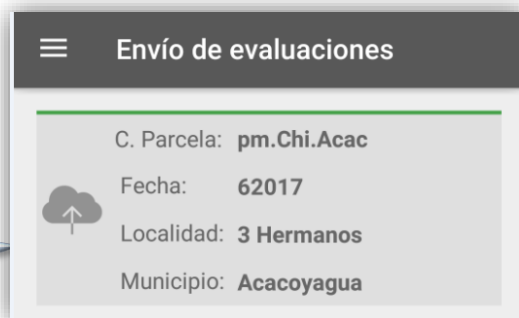 Envío de evaluaciones
C. Parcela: pm.Chi.Acac
Fecha: 62017
Localidad: 3 Hermanos
Municipio: Acacoyagua